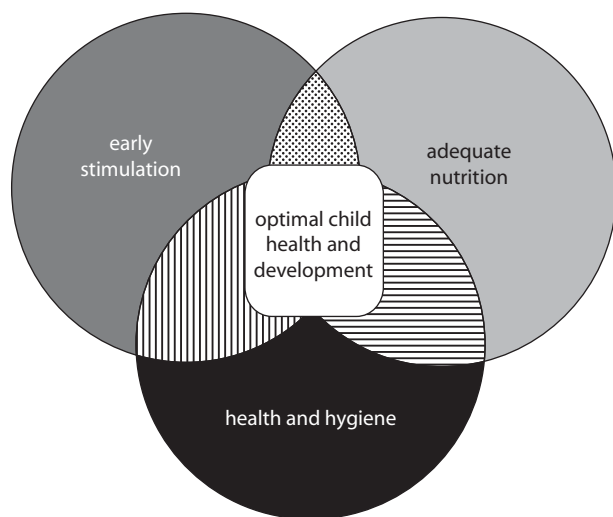 early
stimulation
adequate
nutrition
optimal child
health and
development
health and hygiene